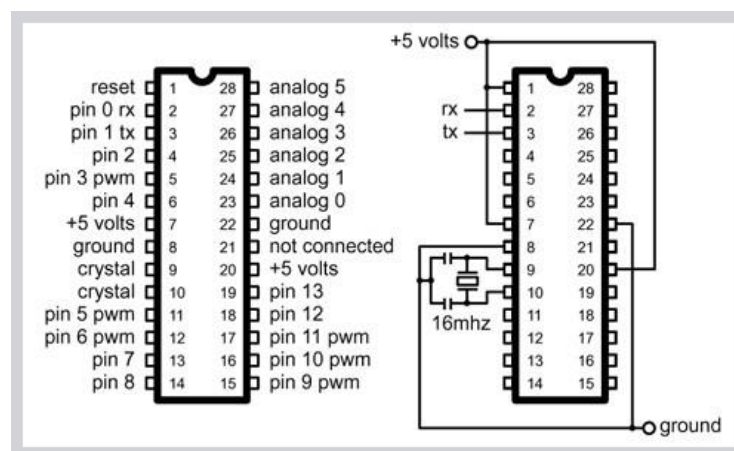 +5 volts
reset 1 28 analog 5
pin 0 rx 2 27 analog 4
pin 1 tx 3 26 analog 3
pin 2 4 25 analog 2
pin 3 pwm 5 24 analog 1
pin 4 6 23 analog 0
+5 volts 7 22 ground
ground 8 21 not connected
crystal 9 20 +5 volts
crystal 10 19 pin 13
pin 5 pwm 11 18 pin 12
pin 6 pwm 12 17 pin 11 pwm
pin 7 13 16 pin 10 pwm
pin 8 14 15 pin 9 pwm
1 28
rx 2 27
tx 3 26
4 25
5 24
6 23
7 22
8 21
9 20
10 19
16mhz
11 18
12 17
13 16
14 15
ground